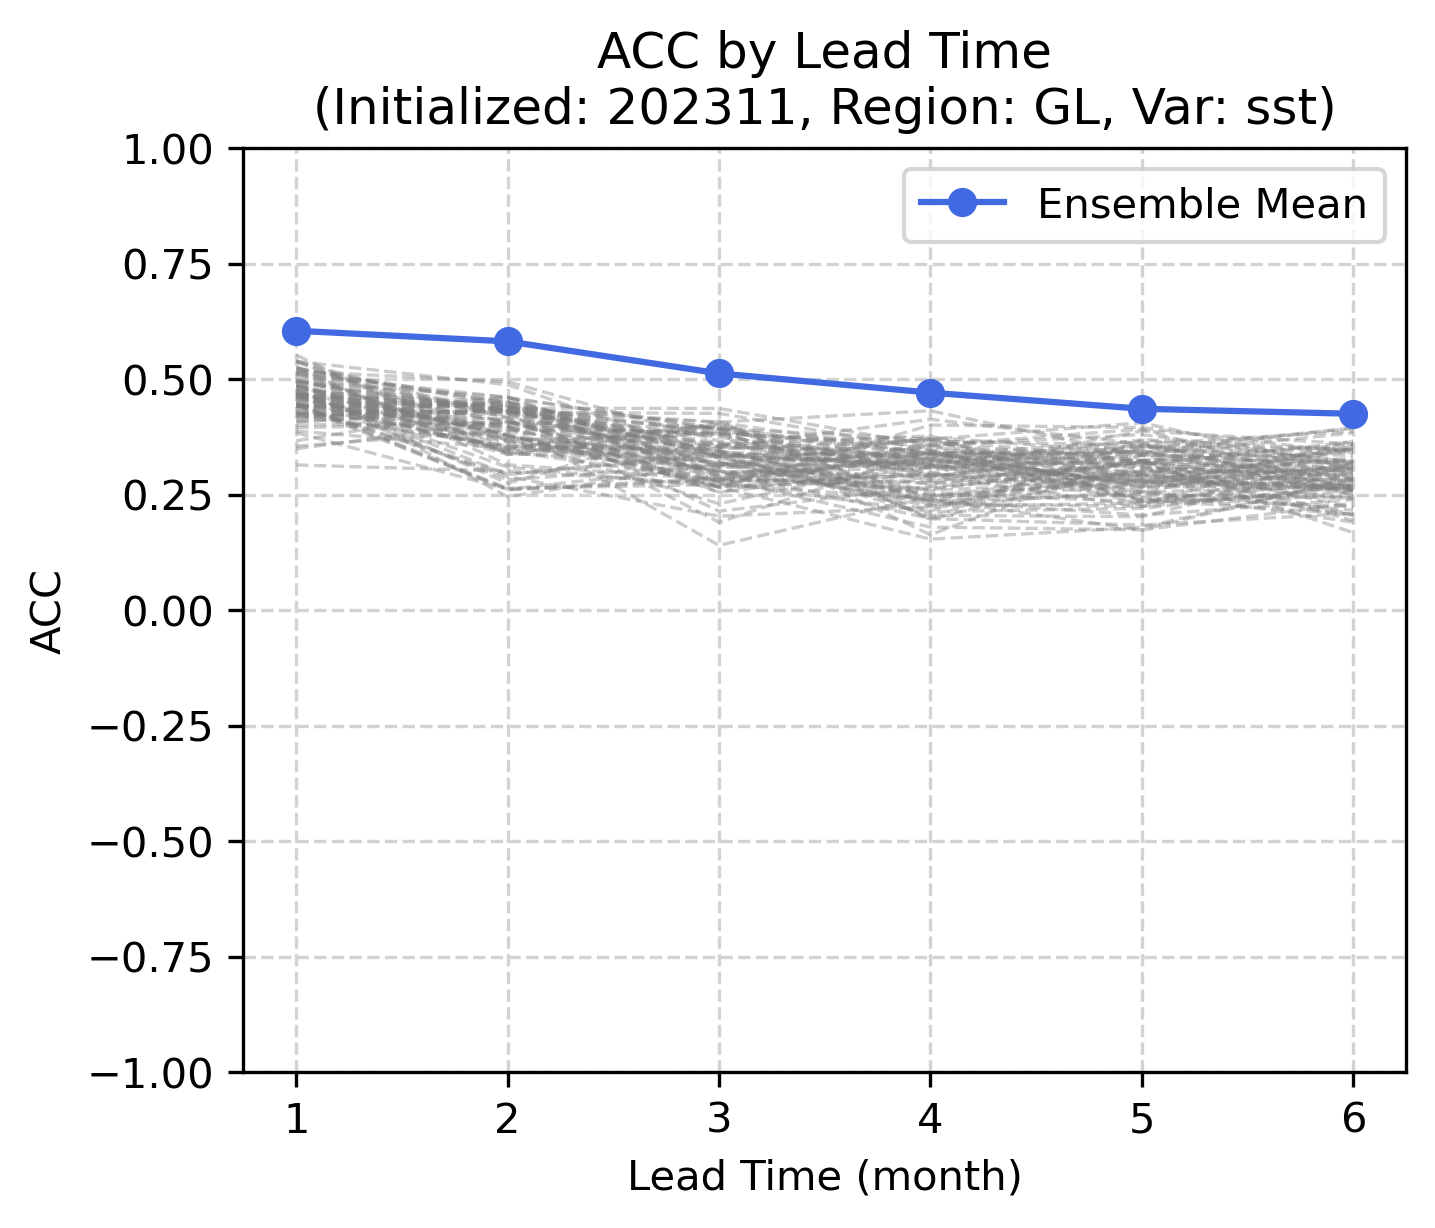 ACC by Lead Time
(Initialized: 202311, Region: GL, Var: sst)
Ensemble Mean
1.00
0.75
0.50
0.25
0.00
−0.25
−0.50
−0.75
−1.00
ACC
1 2 3 4 5 6
Lead Time (month)